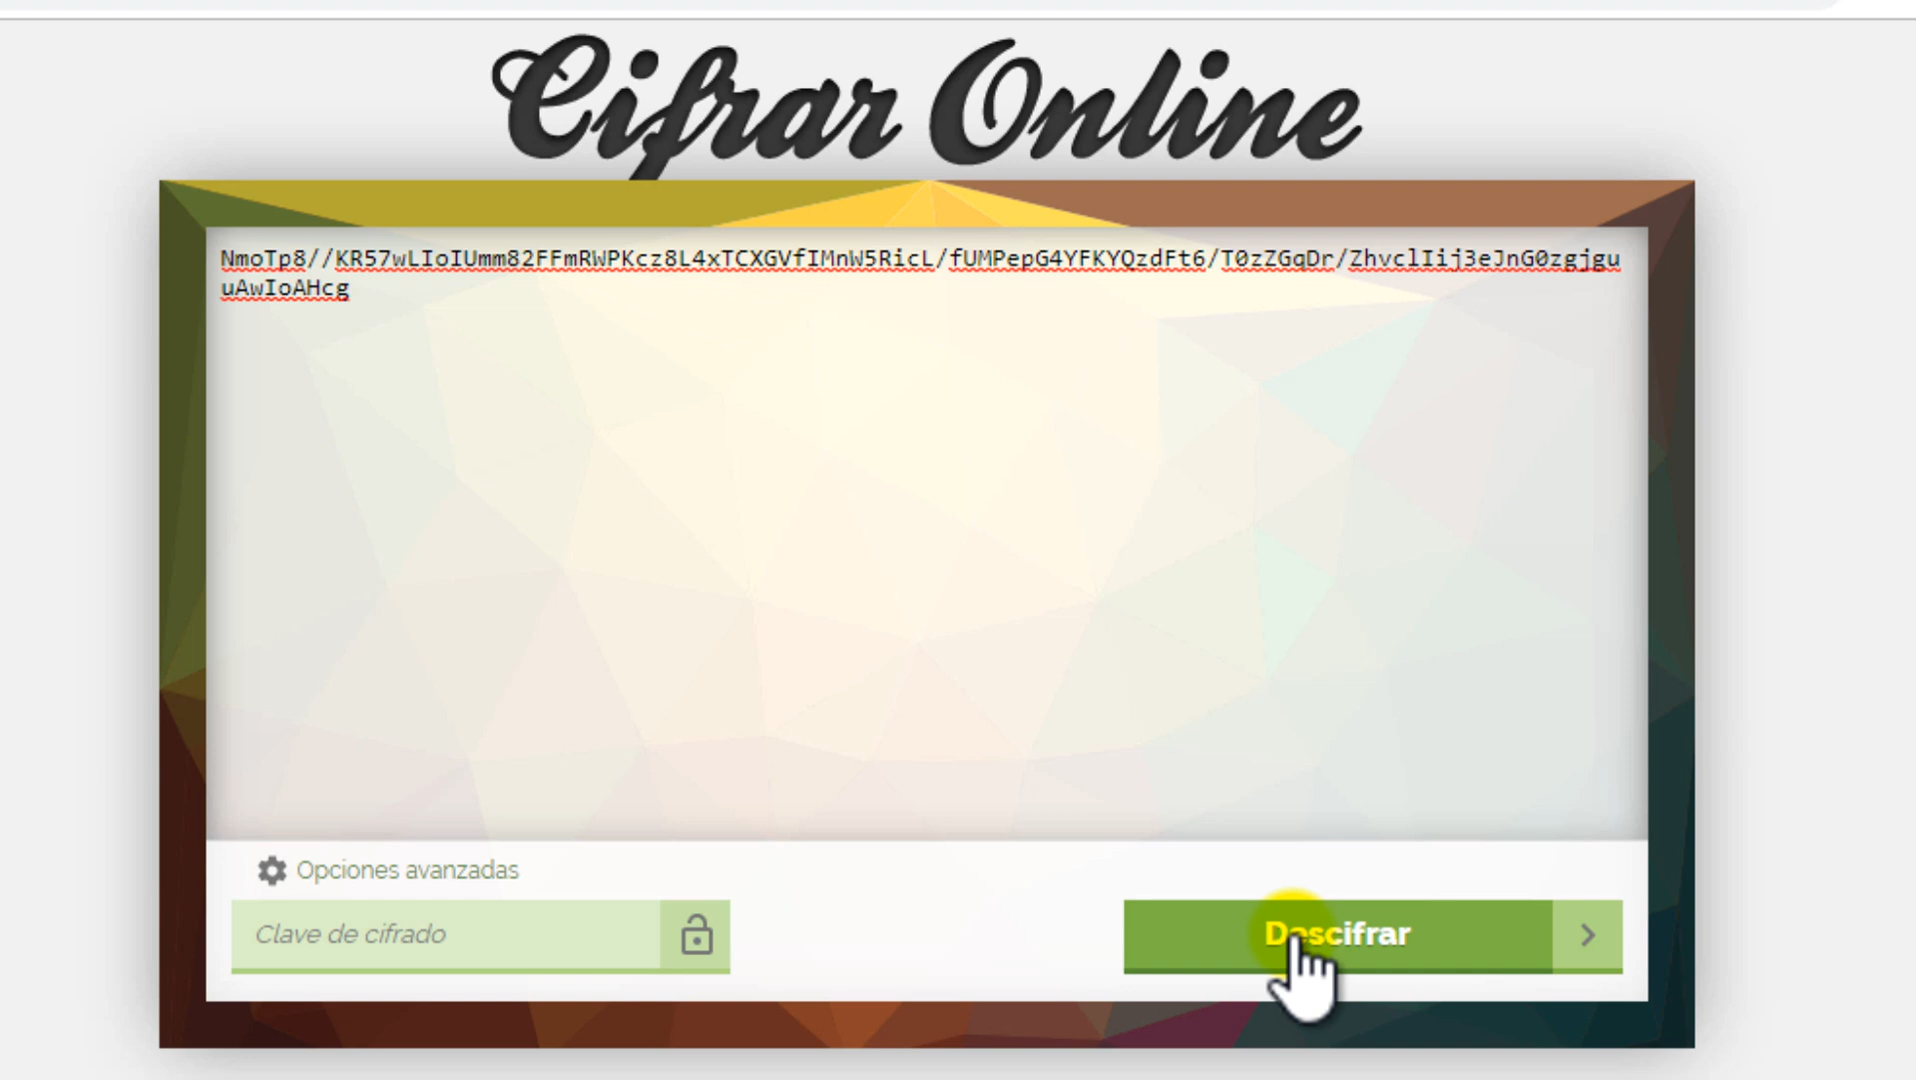 Cifrar Online
NmoTp8//KR57wLIoIUmm82FFmRWPKcz8L4xTCXGVfIMnW5RicL/fUMPepG4YFKYQzdFt6/T0zZGqDr/ZhvclIij3eJnG0zgjgu
uAwIoAHcg
Opciones avanzadas
Clave de cifrado
Descifrar